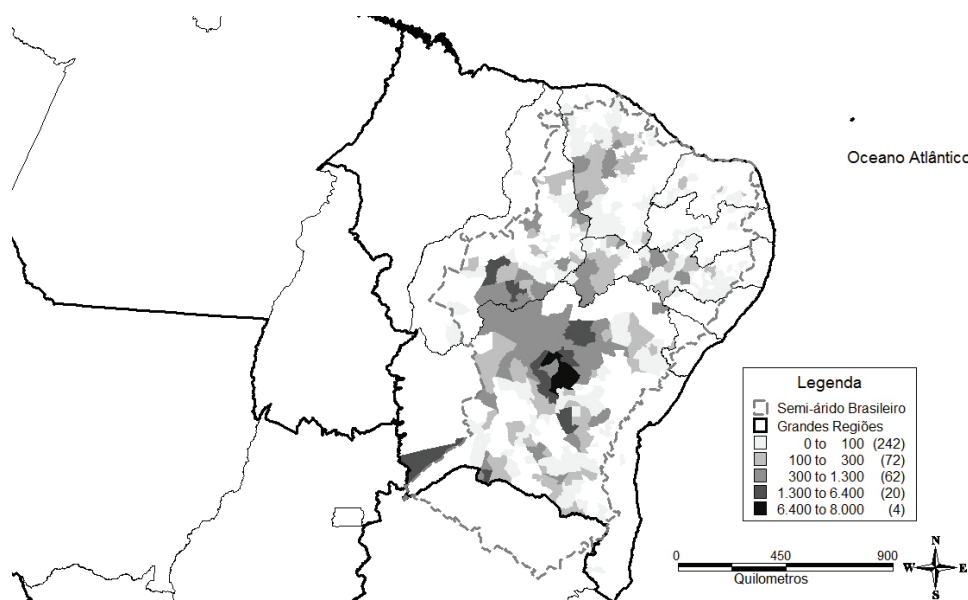 Oceano Atlântico
Legenda
Semi-árido Brasileiro
Grandes Regiões
0 to 100 (242)
100 to 300 (72)
300 to 1.300 (62)
1.300 to 6.400 (20)
6.400 to 8.000 (4)
0 450 900
Quilometros
N
W E
S